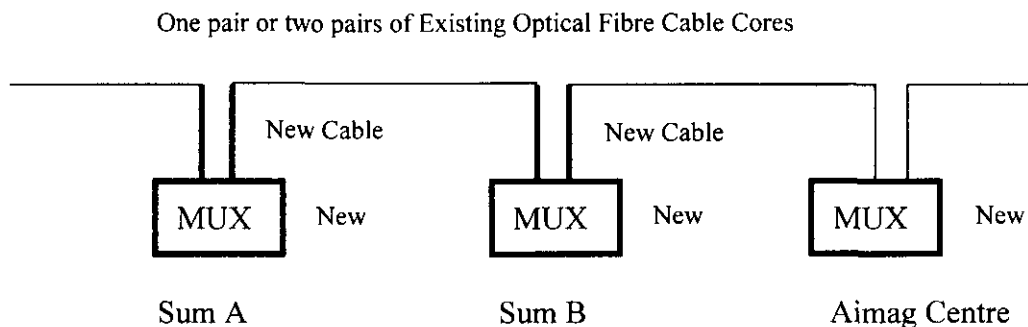 One pair or two pairs of Existing Optical Fibre Cable Cores
New Cable New Cable
MUX New MUX New MUX New
Sum A Sum B Aimag Centre